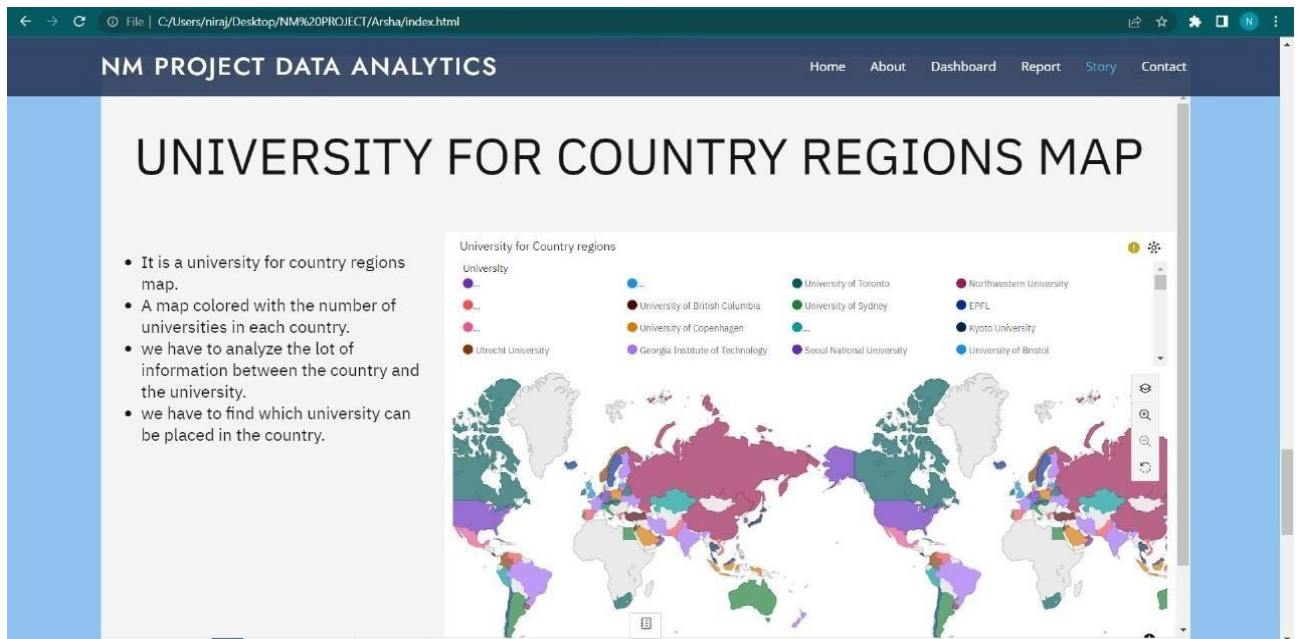 File | C:/Users/niraj/Desktop/NM%20PROJECT/Arsha/index.html
N
NM PROJECT DATA ANALYTICS
Home About Dashboard Report Story Contact
UNIVERSITY FOR COUNTRY REGIONS MAP
• It is a university for country regions
map.
• A map colored with the number of
universities in each country.
• we have to analyze the lot of
information between the country and
the university.
• we have to find which university can
be placed in the country.
University for Country regions
University
... ... University of Toronto Northwestern University
... University of British Columbia University of Sydney EPFL
... University of Copenhagen ... Kyoto University
Utrecht University Georgia Institute of Technology Seoul National University University of Bristol